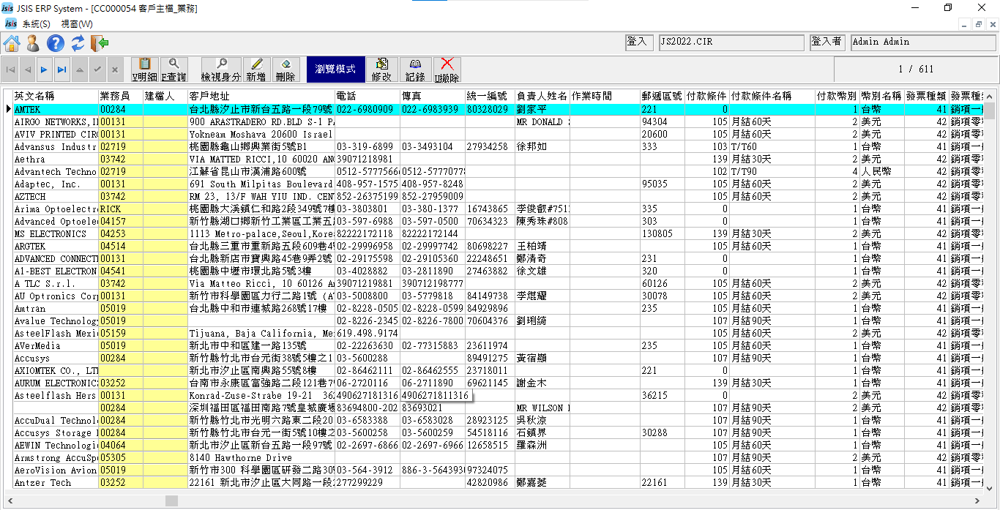 JSIS ERP System - [CC000054 客戶主檔_業務]
系統(S) 視窗(W)
登入 JS2022.CIR 登入者 Admin Admin
V明細 F查詢 檢視身分 新增 刪除 瀏覽模式 修改 記錄 U撤除 1 / 611
英文名稱 業務員 建檔人 客戶地址 電話 傳真 統一編號 負責人姓名 作業時間 郵遞區號 付款條件 付款條件名稱 付款幣別 幣別名稱 發票種類
AMTEK 00284 台北縣汐止市新台五路一段79號 022-6980909 022-6983939 80328029 劉家平 221 0 1 台幣 41 銷項一
AIRGO NETWORKS, 00131 900 ARASTRADERO RD.BLD S-1 MR DONALD 94304 105 月結60天 2 美元 42 銷項零
AVIV PRINTED 00131 Yokneam Moshava 20600 Israel 20600 105 月結60天 2 美元 42 銷項零
Advansus 02719 桃園縣龜山鄉興業街5號B1 03-319-6899 03-3493104 27934258 徐邦如 333 103 T/T60 1 台幣 41 銷項一
Aethra 03742 VIA MATTED RICCI,10 60020 39071218981 139 月結30天 2 美元 42 銷項零
Advantech 02719 江蘇省昆山市漢浦路600號 0512-5777566 0512-5777077 102 T/T90 4 人民幣 42 銷項零
Adaptec, Inc. 00131 691 South Milpitas Boulevard 408-957-1575 408-957-8248 95035 105 月結60天 2 美元 42 銷項零
AZTECH 03742 RM 23, 13/F WAH YIU IND. 852-26375199 852-27959009 105 月結60天 2 美元 42 銷項零
Arima RICK 桃園縣大溪鎮仁和路2段349號 03-3803801 03-380-1377 16743865 李俊叡#751 335 0 1 台幣 41 銷項一
Advanced 04157 新竹縣湖口鄉新竹工業區工業五 03-597-6988 03-597-0500 70634323 陳秀珠#808 303 0 1 台幣 41 銷項一
MS ELECTRONICS 04253 1113 Metro-palace,Seoul, 82222172118 82222172144 130805 139 月結30天 2 美元 42 銷項零
ARGTEK 04514 台北縣三重市重新路五段609巷 02-29996958 02-29997742 80698227 王柏靖 105 月結60天 1 台幣 41 銷項一
ADVANCED 00131 台北縣新店市寶興路45巷9弄2號 02-29175598 02-29105360 22248651 鄭清奇 231 0 1 台幣 41 銷項一
A1-BEST ELECTRON 04541 桃園縣中壢市環北路5號3樓 03-4028882 03-2811890 27463882 徐文雄 320 0 1 台幣 41 銷項一
A TLC S.r.l. 03742 Via Matteo Ricci, 10 60126 39071219881 390712198777 60126 105 月結60天 2 美元 42 銷項零
AU Optronics 00131 新竹市科學園區力行二路1號 03-5008800 03-5779818 84149738 李焜耀 30078 105 月結60天 2 美元 42 銷項零
Amtran 05019 台北縣中和市連城路268號17樓 02-8228-0505 02-8228-0599 84929896 235 105 月結60天 1 台幣 41 銷項一
Avalue 05019 02-8226-2345 02-8226-7800 70604376 107 月結90天 1 台幣 41 銷項一
AsteelFlash 05159 Tijuana, Baja California, 619.498.9174 105 月結60天 2 美元 42 銷項零
AVerMedia 05019 新北市中和區建一路135號 02-22263630 02-77315883 23611974 235 105 月結60天 1 台幣 41 銷項一
Accusys 00284 新竹縣竹北市台元街38號5樓之1 03-5600288 89491275 黃宿顯 107 月結90天 1 台幣 41 銷項一
AXIOMTEK CO., 新北市汐止區南興路55號8樓 02-86462111 02-86462555 23718011 221 0 1 台幣 41 銷項一
AURUM 03252 台南市永康區富強路二段121巷 06-2720116 06-2711890 69621145 謝金木 139 月結30天 1 台幣 41 銷項一
Asteelflash 00131 Konrad-Zuse-Strabe 19-21 4906271813164906271811316 36215 0 2 美元 42 銷項零
00284 深圳福田區福田南路7號皇城廣場 83694800-202 83693021 MR WILSON 107 月結90天 2 美元 42 銷項零
AccuDual 00284 新竹縣竹北市光明六路東二段 03-6583388 03-6583028 28923125 吳秋涼 107 月結90天 1 台幣 41 銷項一
Accusys Storage 00284 新竹縣竹北市台元一街5號10樓 03-5600258 03-5600259 54518116 石鎮界 30288 107 月結90天 1 台幣 41 銷項一
AEWIN 04064 新北市汐止區新台五路一段97號 02-2697-6866 02-2697-6966 12658515 羅森洲 105 月結60天 1 台幣 41 銷項一
Armstrong 05305 8140 Hawthorne Drive 107 月結90天 2 美元 42 銷項零
AeroVision 05019 新竹市300 科學園區研發二路 03-564-3912 886-3-564393 97324075 105 月結60天 1 台幣 41 銷項一
Antzer Tech 03252 22161 新北市汐止區大同路一段 277299229 42820986 鄭嘉菱 22161 139 月結30天 1 台幣 41 銷項一